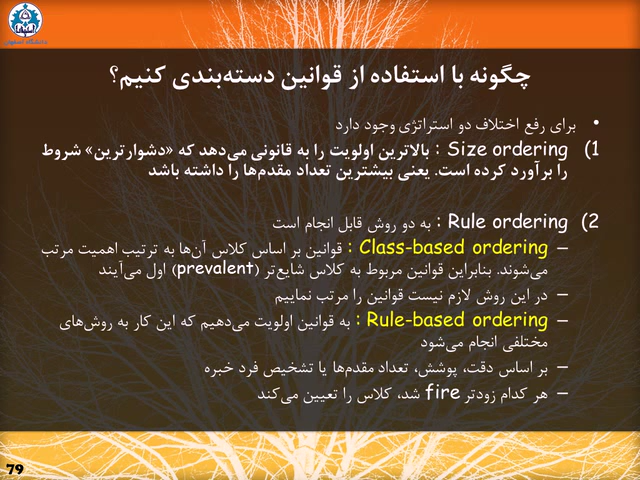 دانشگاه اصفهان
چگونه با استفاده از قوانین دسته‌بندی کنیم؟
• برای رفع اختلاف دو استراتژی وجود دارد
1) Size ordering : بالاترین اولویت را به قانونی می‌دهد که «دشوارترین» شروط
را برآورد کرده است. یعنی بیشترین تعداد مقدم‌ها را داشته باشد
2) Rule ordering : به دو روش قابل انجام است
– Class-based ordering : قوانین بر اساس کلاس آن‌ها به ترتیب اهمیت مرتب
می‌شوند. بنابراین قوانین مربوط به کلاس شایع‌تر (prevalent) اول می‌آیند
– در این روش لازم نیست قوانین را مرتب نماییم
– Rule-based ordering : به قوانین اولویت می‌دهیم که این کار به روش‌های
مختلفی انجام می‌شود
– بر اساس دقت، پوشش، تعداد مقدم‌ها یا تشخیص فرد خبره
– هر کدام زودتر fire شد، کلاس را تعیین می‌کند
79